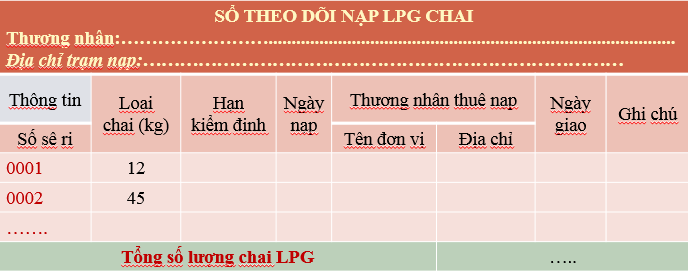 SỔ THEO DÕI NẠP LPG CHAI
Thương nhân:…………………..............................................................................................
Địa chỉ trạm nạp:………………………………………………………………
Thông tin
Loai chai (kg)
Hạn kiểm định
Ngày nạp
Thương nhân thuê nạp
Ngày giao
Ghi chú
Số sê ri
Tên đơn vị
Địa chỉ
0001 12
0002 45
…….
Tổng số lượng chai LPG …..